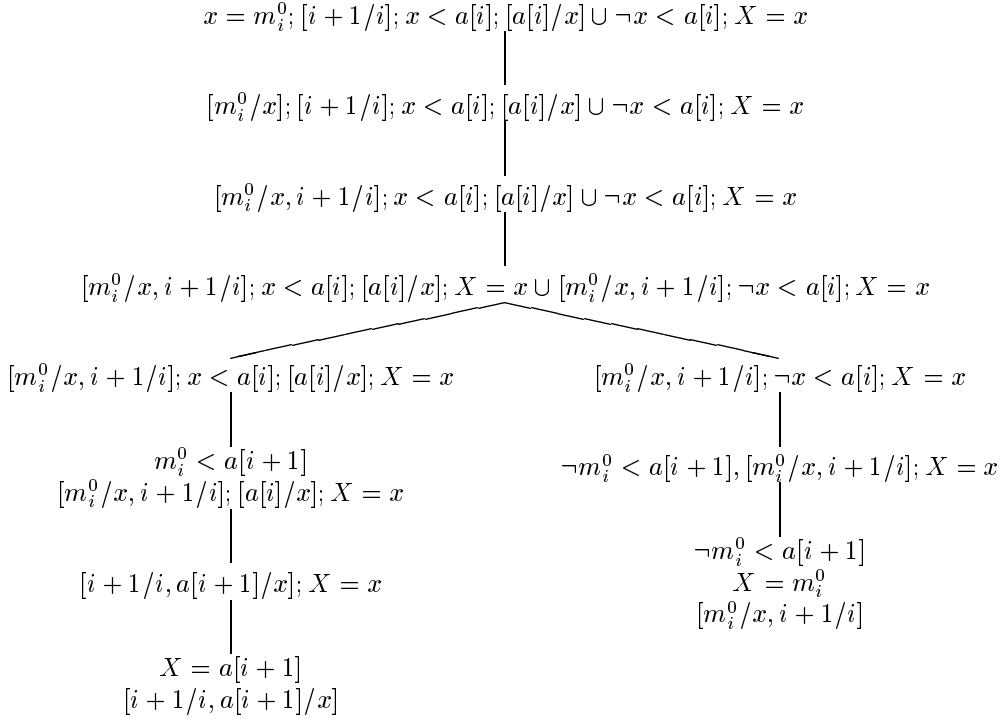 x = m_i^0; [i + 1/i]; x < a[i]; [a[i]/x] ∪ ¬x < a[i]; X = x
[m_i^0/x]; [i + 1/i]; x < a[i]; [a[i]/x] ∪ ¬x < a[i]; X = x
[m_i^0/x, i + 1/i]; x < a[i]; [a[i]/x] ∪ ¬x < a[i]; X = x
[m_i^0/x, i + 1/i]; x < a[i]; [a[i]/x]; X = x ∪ [m_i^0/x, i + 1/i]; ¬x < a[i]; X = x
[m_i^0/x, i + 1/i]; x < a[i]; [a[i]/x]; X = x
[m_i^0/x, i + 1/i]; ¬x < a[i]; X = x
m_i^0 < a[i + 1]
[m_i^0/x, i + 1/i]; [a[i]/x]; X = x
¬m_i^0 < a[i + 1], [m_i^0/x, i + 1/i]; X = x
[i + 1/i, a[i + 1]/x]; X = x
¬m_i^0 < a[i + 1]
X = m_i^0
[m_i^0/x, i + 1/i]
X = a[i + 1]
[i + 1/i, a[i + 1]/x]